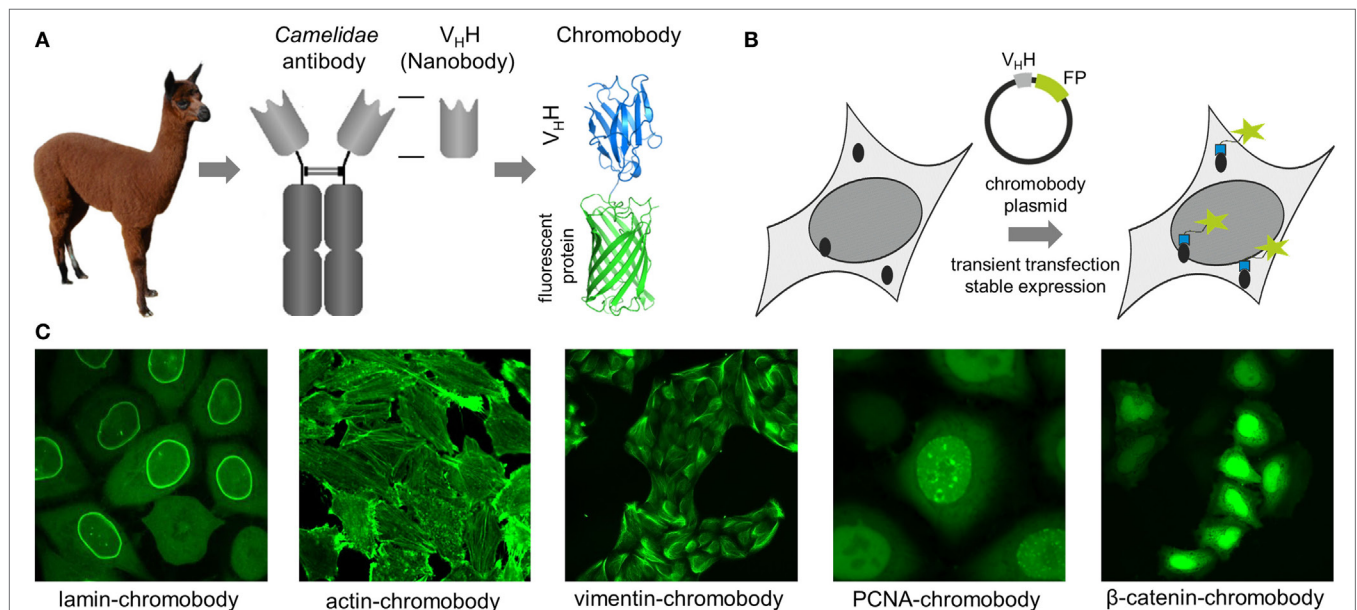 A
Camelidae
antibody
VHH
(Nanobody)
Chromobody
VHH
fluorescent
protein
B
VHH
FP
chromobody
plasmid
transient transfection
stable expression
C
lamin-chromobody
actin-chromobody
vimentin-chromobody
PCNA-chromobody
β-catenin-chromobody